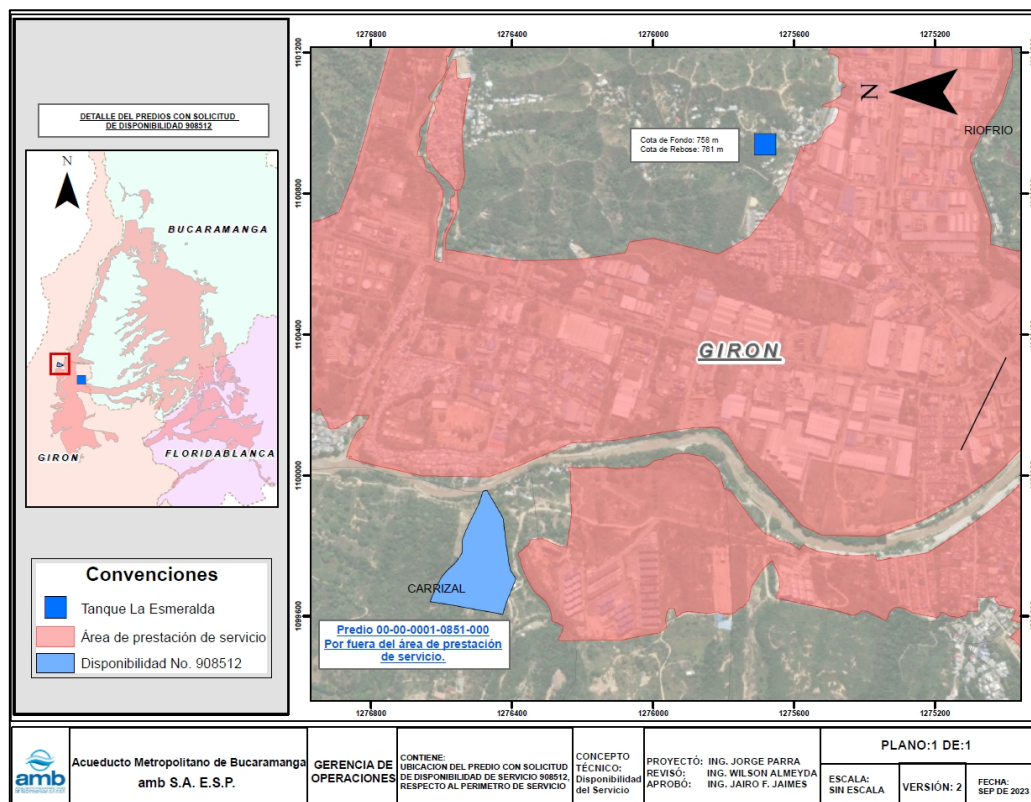 DETALLE DEL PREDIOS CON SOLICITUD
DE DISPONIBILIDAD 908512
N
BUCARAMANGA
GIRON
FLORIDABLANCA
Convenciones
Tanque La Esmeralda
Área de prestación de servicio
Disponibilidad No. 908512
1276800
1276400
1276000
1275600
1275200
1101200
1100800
1100400
1100000
1099600
N
RIOFRIO
Cota de Fondo: 758 m
Cota de Rebose: 761 m
GIRON
CARRIZAL
Predio 00-00-0001-0851-000
Por fuera del área de prestación
de servicio.
1276800
1276400
1276000
1275600
1275200
amb
Acueducto Metropolitano de Bucaramanga
amb S.A. E.S.P.
GERENCIA DE
OPERACIONES
CONTIENE:
UBICACION DEL PREDIO CON SOLICITUD
DE DISPONIBILIDAD DE SERVICIO 908512,
RESPECTO AL PERIMETRO DE SERVICIO
CONCEPTO
TÉCNICO:
Disponibilidad
del Servicio
PROYECTÓ: ING. JORGE PARRA
REVISÓ: ING. WILSON ALMEYDA
APROBÓ: ING. JAIRO F. JAIMES
PLANO:1 DE:1
ESCALA:
SIN ESCALA
VERSIÓN: 2
FECHA:
SEP DE 2023